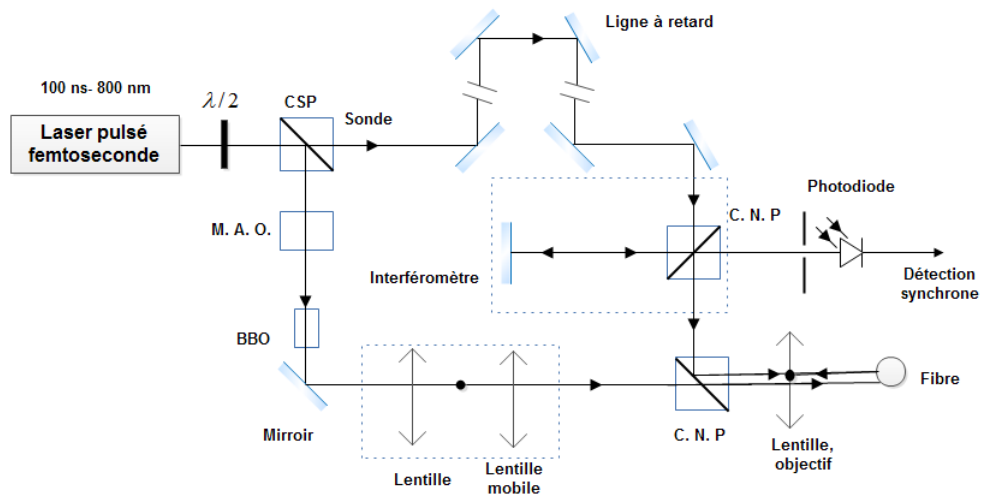 Ligne à retard
100 ns- 800 nm
λ/2
CSP
Sonde
Laser pulsé
femtoseconde
Photodiode
C. N. P
M. A. O.
Interféromètre
Détection
synchrone
BBO
Fibre
Mirroir
C. N. P
Lentille,
objectif
Lentille
Lentille
mobile